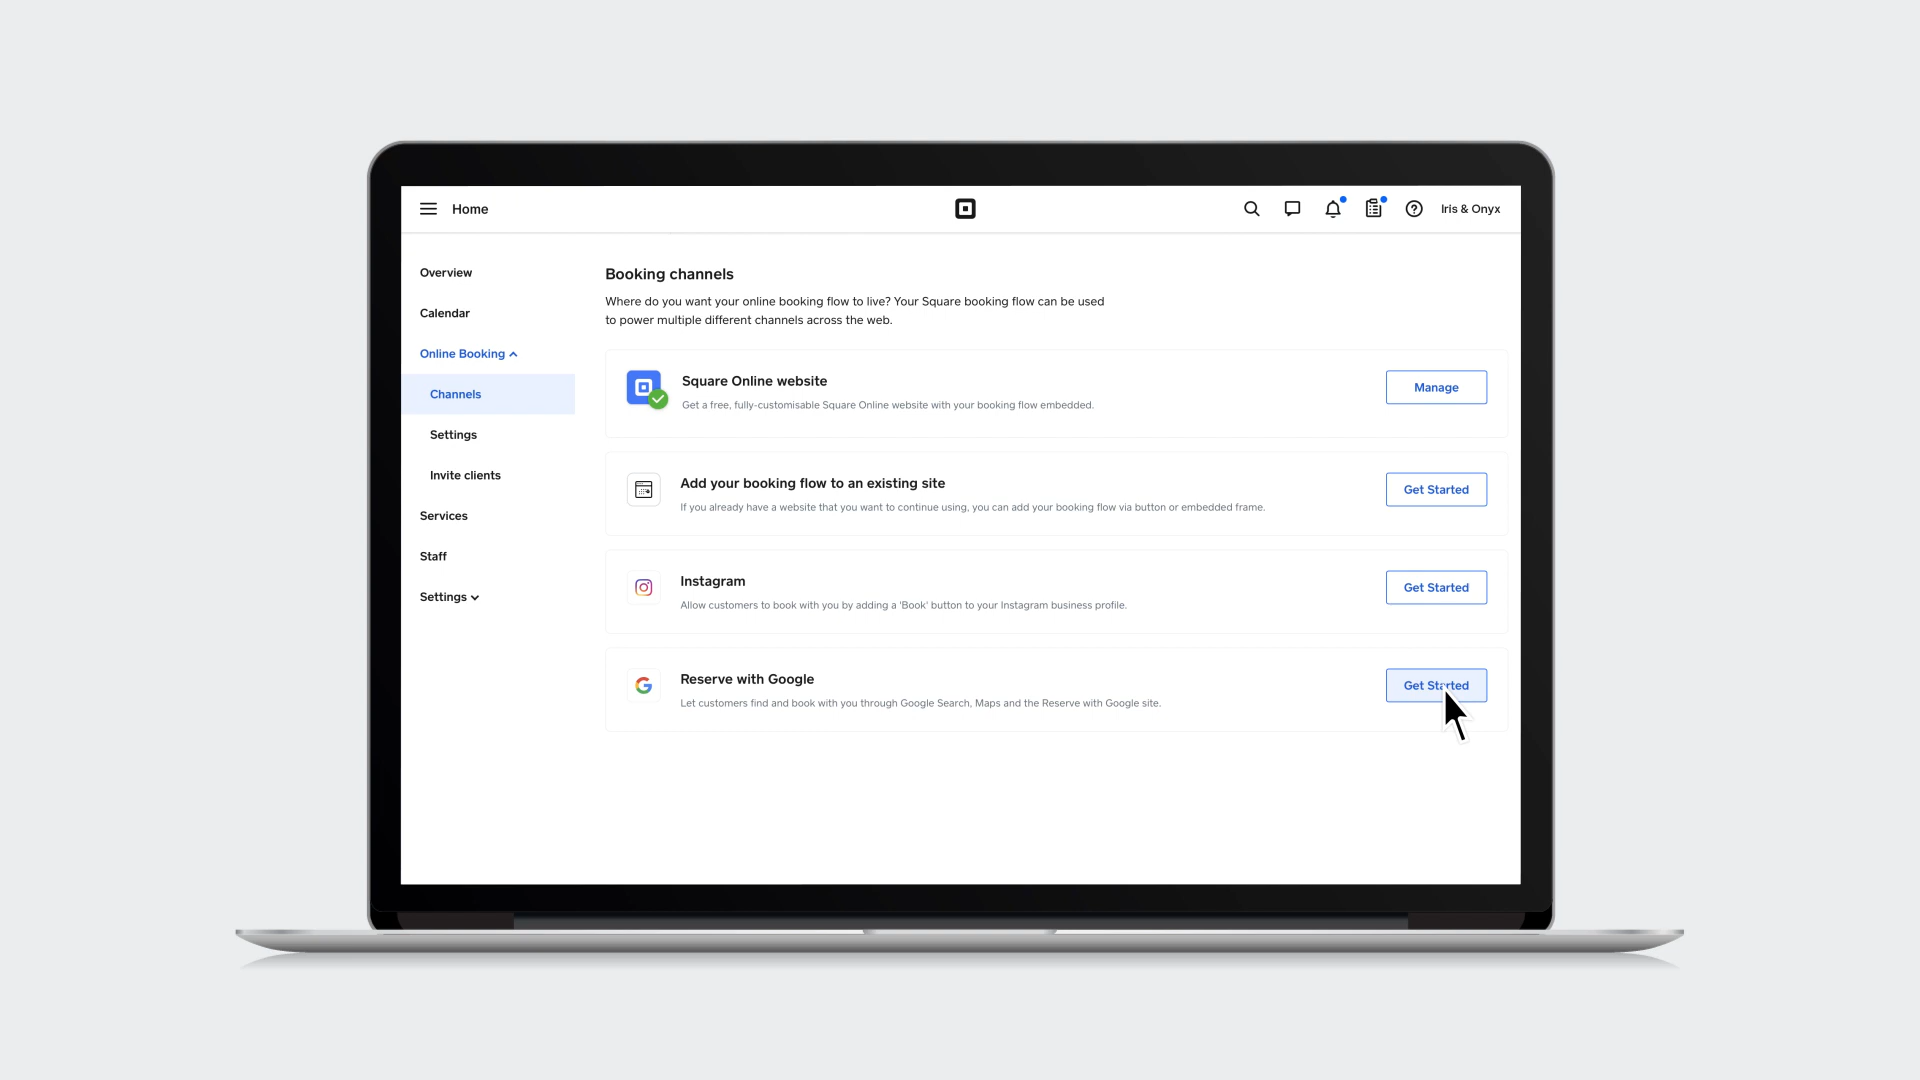 Home
Iris & Onyx
Overview
Calendar
Online Booking
Channels
Settings
Invite clients
Services
Staff
Settings
Booking channels
Where do you want your online booking flow to live? Your Square booking flow can be used
to power multiple different channels across the web.
Square Online website
Get a free, fully-customisable Square Online website with your booking flow embedded.
Manage
Add your booking flow to an existing site
If you already have a website that you want to continue using, you can add your booking flow via button or embedded frame.
Get Started
Instagram
Allow customers to book with you by adding a 'Book' button to your Instagram business profile.
Get Started
Reserve with Google
Let customers find and book with you through Google Search, Maps and the Reserve with Google site.
Get Started